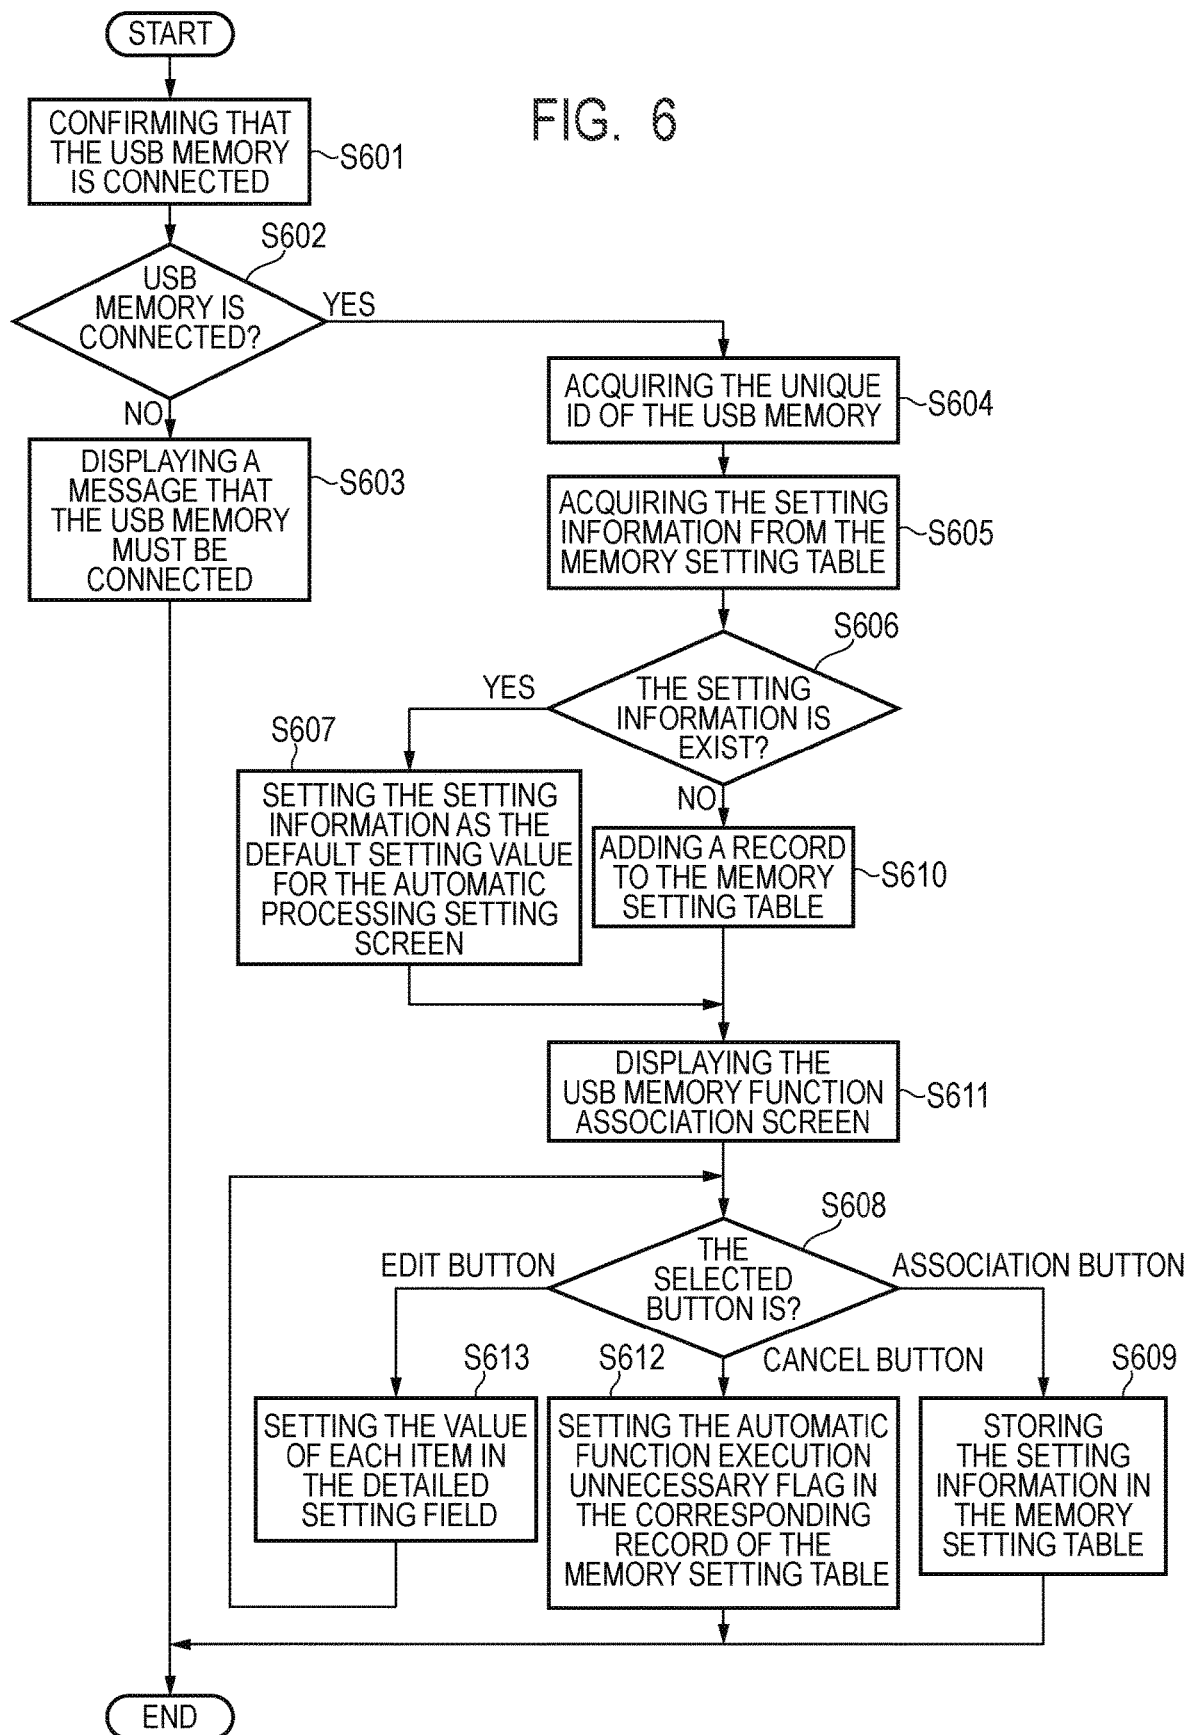 START
FIG. 6
CONFIRMING THAT
THE USB MEMORY
IS CONNECTED
S601
S602
USB
MEMORY IS
CONNECTED?
YES
NO
ACQUIRING THE UNIQUE
ID OF THE USB MEMORY
S604
DISPLAYING A
MESSAGE THAT
THE USB MEMORY
MUST BE
CONNECTED
S603
ACQUIRING THE SETTING
INFORMATION FROM THE
MEMORY SETTING TABLE
S605
S606
THE SETTING
INFORMATION IS
EXIST?
YES
NO
S607
SETTING THE SETTING
INFORMATION AS THE
DEFAULT SETTING VALUE
FOR THE AUTOMATIC
PROCESSING SETTING
SCREEN
ADDING A RECORD
TO THE MEMORY
SETTING TABLE
S610
DISPLAYING THE
USB MEMORY FUNCTION
ASSOCIATION SCREEN
S611
S608
THE
SELECTED
BUTTON IS?
EDIT BUTTON
ASSOCIATION BUTTON
CANCEL BUTTON
S613
SETTING THE VALUE
OF EACH ITEM IN
THE DETAILED
SETTING FIELD
S612
SETTING THE AUTOMATIC
FUNCTION EXECUTION
UNNECESSARY FLAG IN
THE CORRESPONDING
RECORD OF THE
MEMORY SETTING TABLE
S609
STORING
THE SETTING
INFORMATION IN
THE MEMORY
SETTING TABLE
END